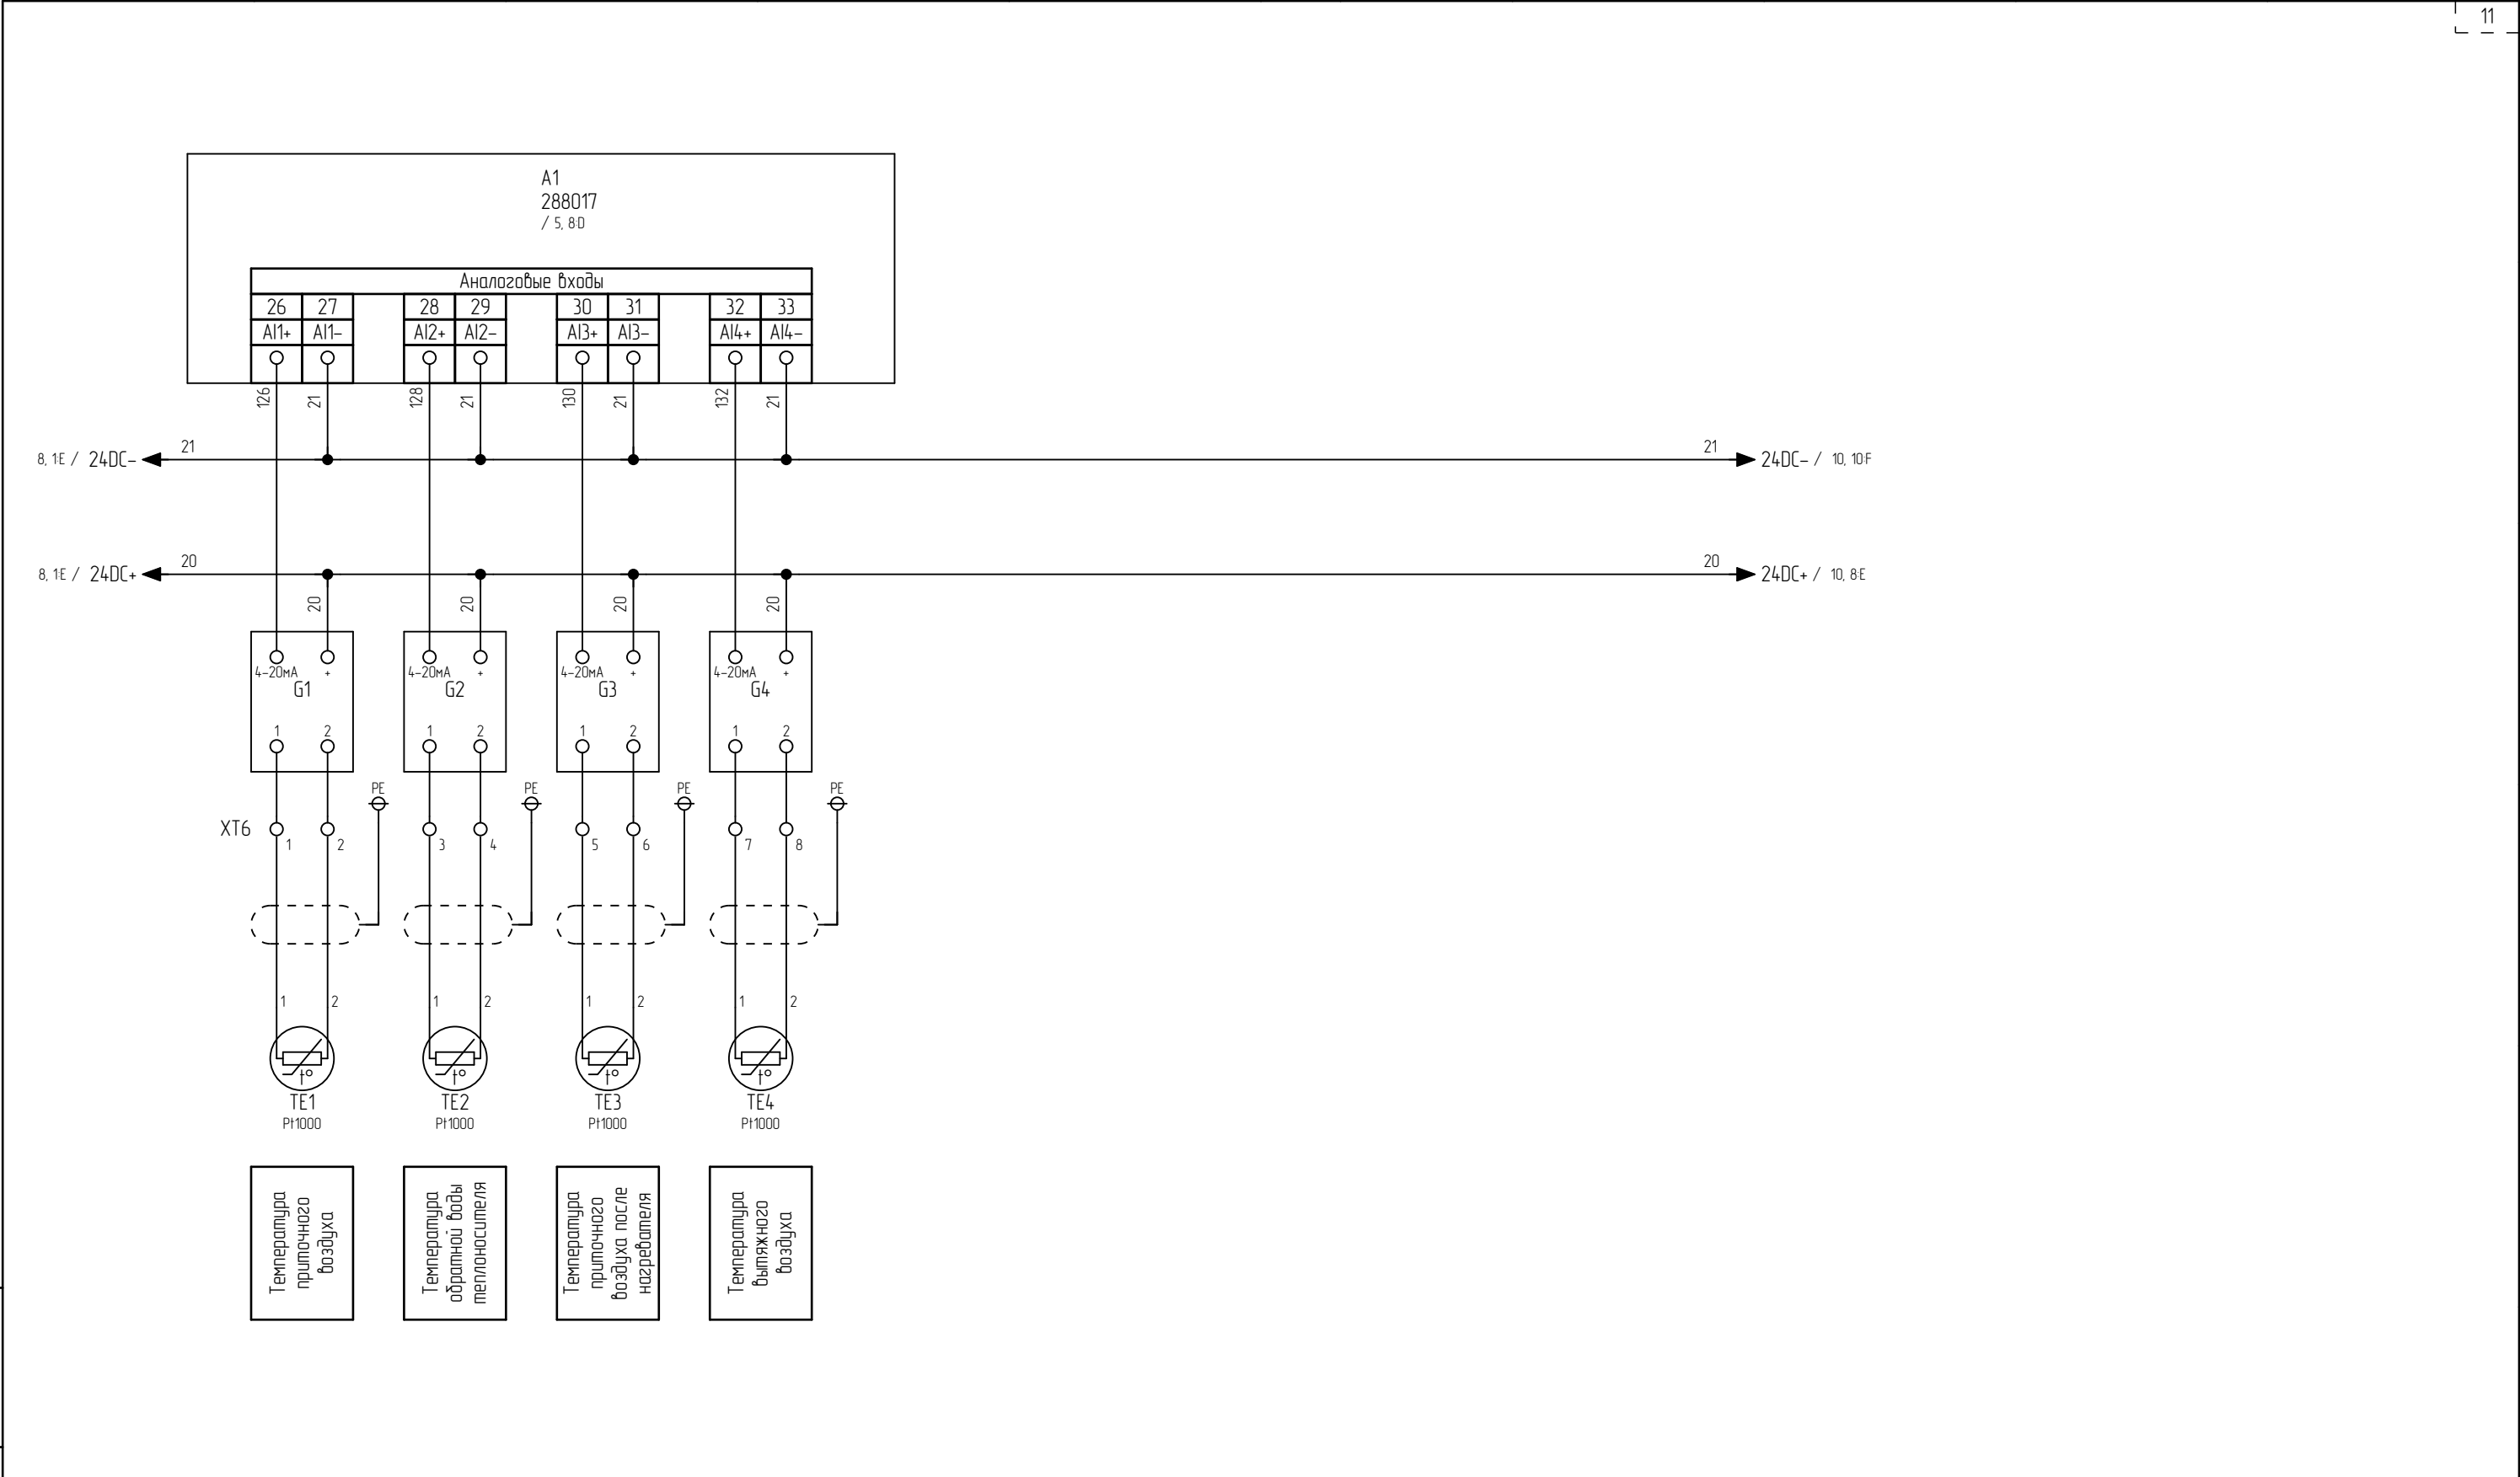 11
A1
288017
/ 5, 8:D
Аналоговые входы
26 27 28 29 30 31 32 33
AI1+ AI1– AI2+ AI2– AI3+ AI3– AI4+ AI4–
126 21 128 21 130 21 132 21
21 21
8, 1:E / 24DC– 24DC– / 10, 10:F
20 20
8, 1:E / 24DC+ 24DC+ / 10, 8:E
20 20 20 20
4–20мА + 4–20мА + 4–20мА + 4–20мА +
G1 G2 G3 G4
1 2 1 2 1 2 1 2
PE PE PE PE
XT6
1 2 3 4 5 6 7 8
1 2 1 2 1 2 1 2
t° t° t° t°
TE1 TE2 TE3 TE4
Pt1000 Pt1000 Pt1000 Pt1000
Температура
приточного
воздуха
Температура
обратной воды
теплоносителя
Температура
приточного
воздуха после
нагревателя
Температура
вытяжного
воздуха